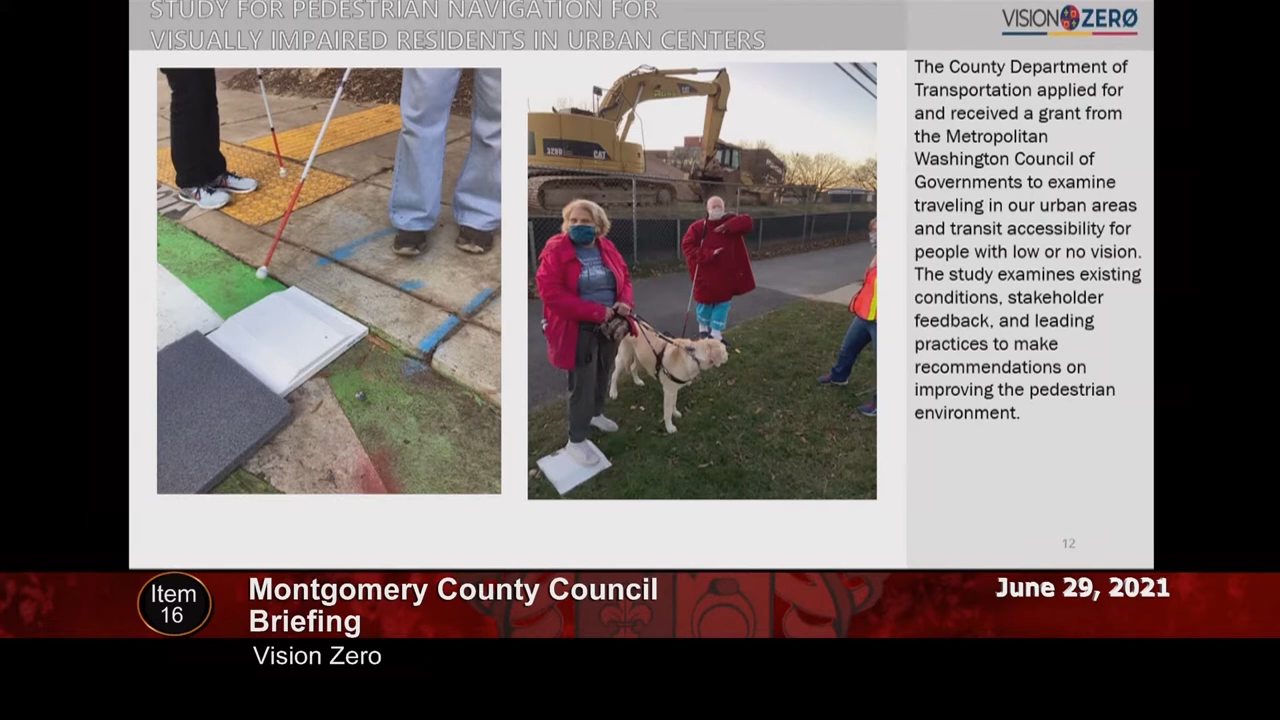 STUDY FOR PEDESTRIAN NAVIGATION FOR
VISUALLY IMPAIRED RESIDENTS IN URBAN CENTERS
VISION ZERØ
The County Department of
Transportation applied for
and received a grant from
the Metropolitan
Washington Council of
Governments to examine
traveling in our urban areas
and transit accessibility for
people with low or no vision.
The study examines existing
conditions, stakeholder
feedback, and leading
practices to make
recommendations on
improving the pedestrian
environment.
329D
CAT
12
Item
16
Montgomery County Council
Briefing
Vision Zero
June 29, 2021